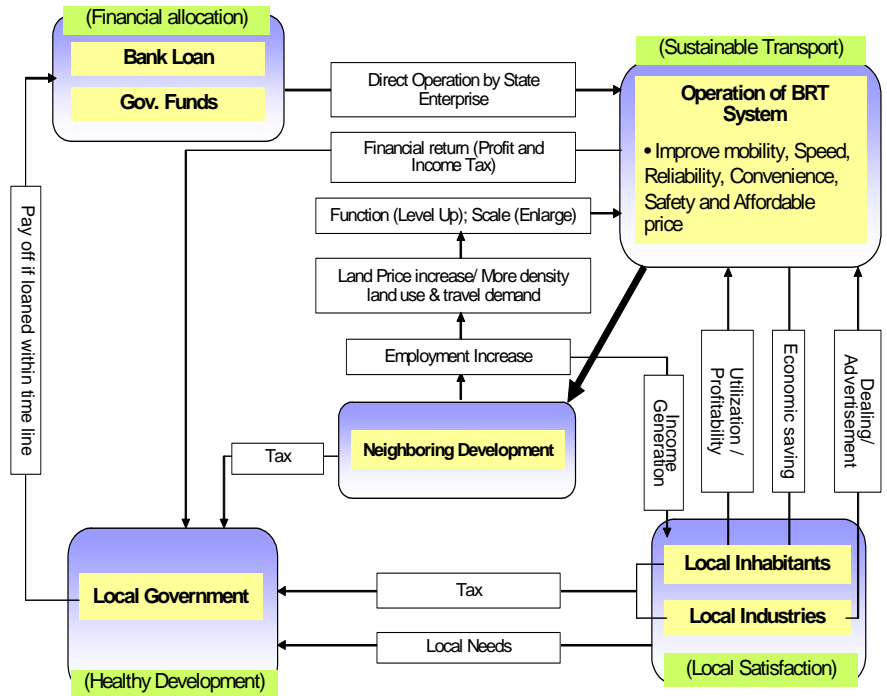 (Financial allocation)
Bank Loan
Gov. Funds
Direct Operation by State
Enterprise
(Sustainable Transport)
Operation of BRT
System
• Improve mobility, Speed,
Reliability, Convenience,
Safety and Affordable
price
Financial return (Profit and
Income Tax)
Function (Level Up); Scale (Enlarge)
Land Price increase/ More density
land use & travel demand
Employment Increase
Pay off if loaned within time line
Income
Generation
Utilization /
Profitability
Economic saving
Dealing/
Advertisement
Neighboring Development
Tax
Local Government
(Healthy Development)
Tax
Local Needs
Local Inhabitants
Local Industries
(Local Satisfaction)